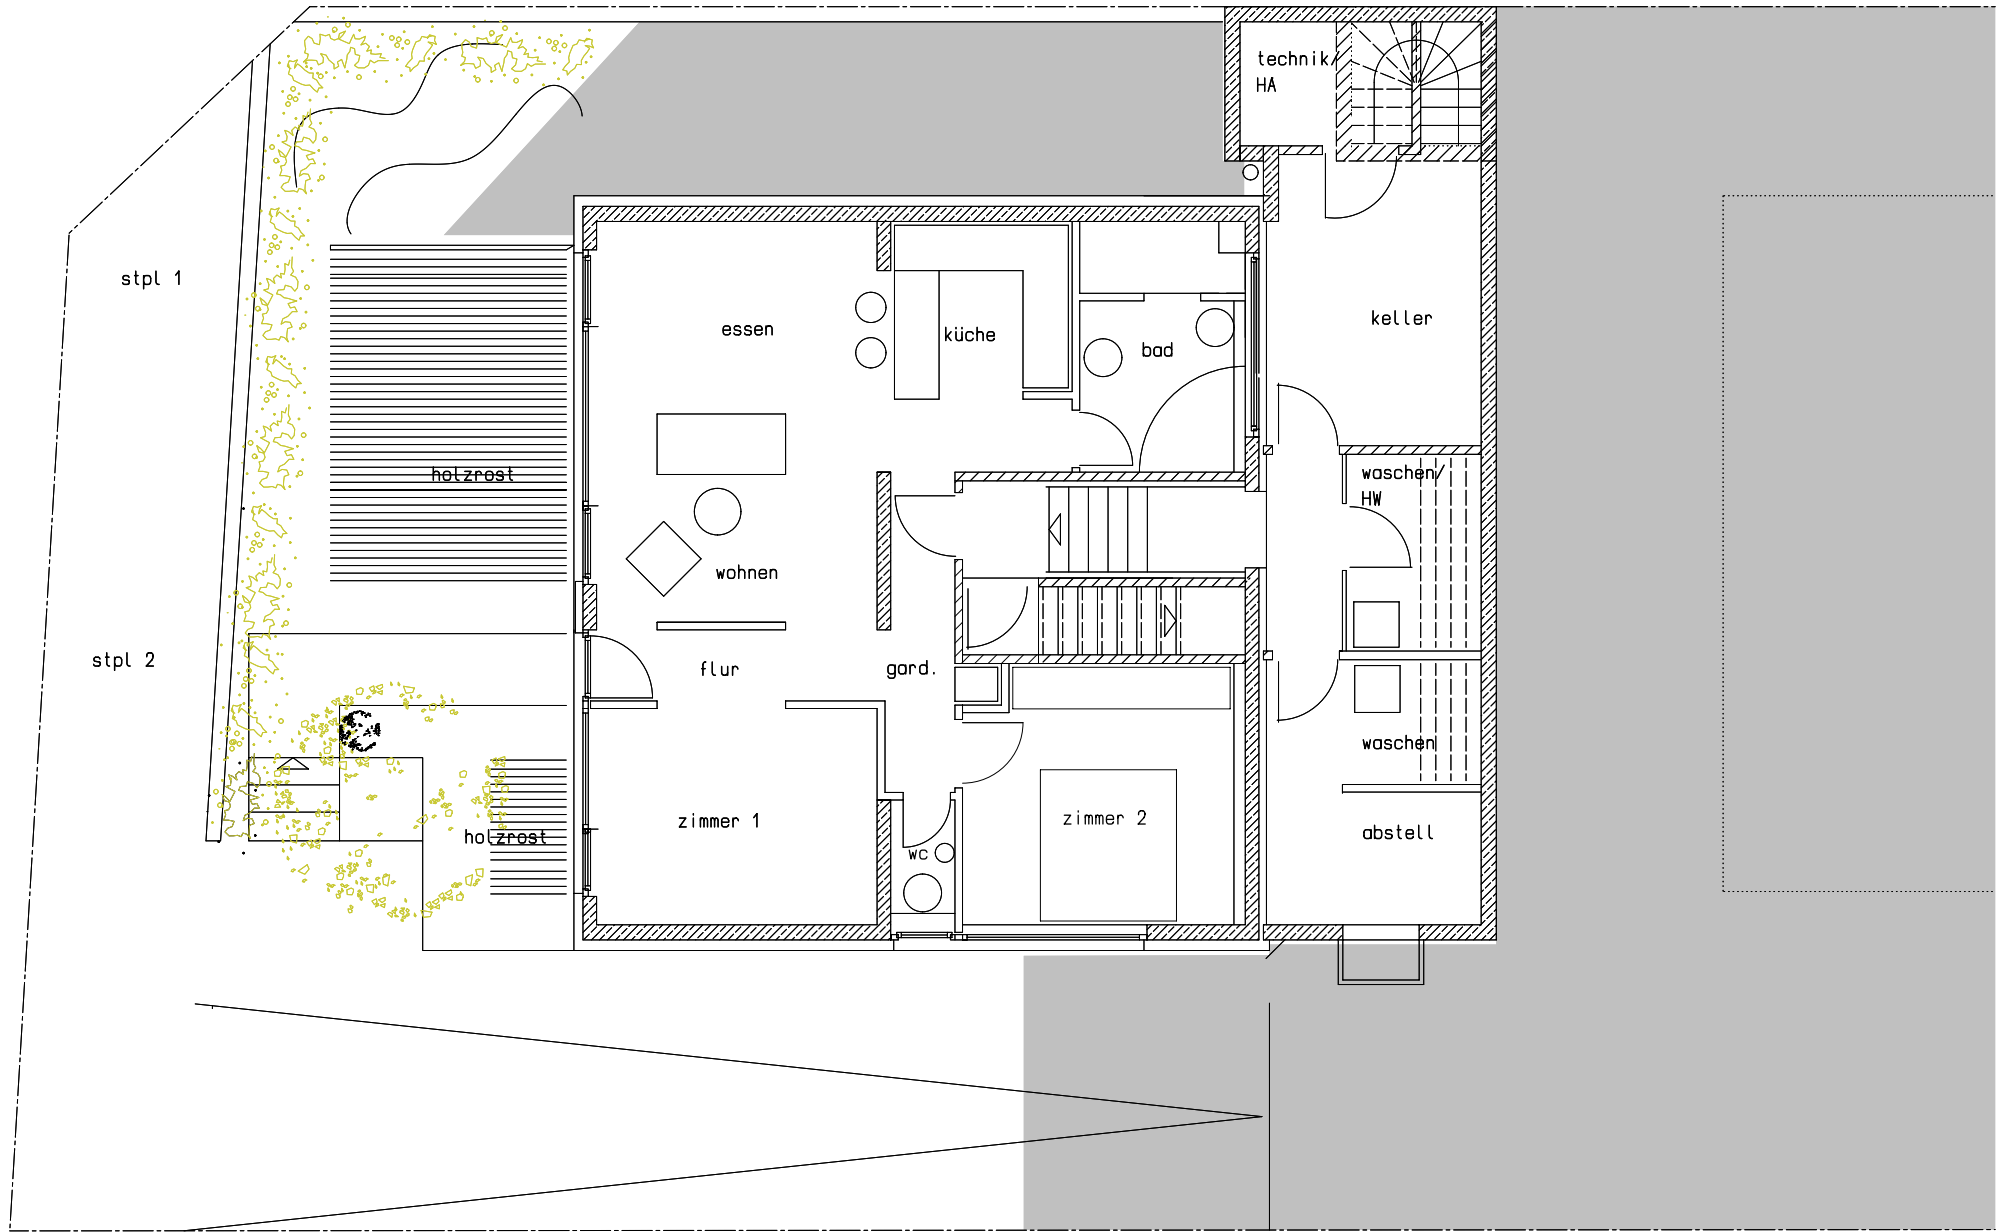 technik/
HA
stpl 1
keller
essen
küche
bad
holzrost
waschen/
HW
wohnen
stpl 2
flur
gard.
waschen
zimmer 1
zimmer 2
abstell
holzrost
wc